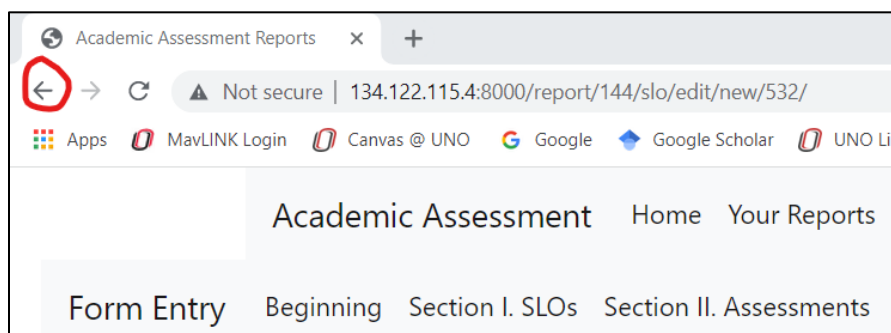 Academic Assessment Reports
Not secure | 134.122.115.4:8000/report/144/slo/edit/new/532/
Apps MavLINK Login Canvas @ UNO Google Google Scholar UNO Li
Academic Assessment Home Your Reports
Form Entry Beginning Section I. SLOs Section II. Assessments